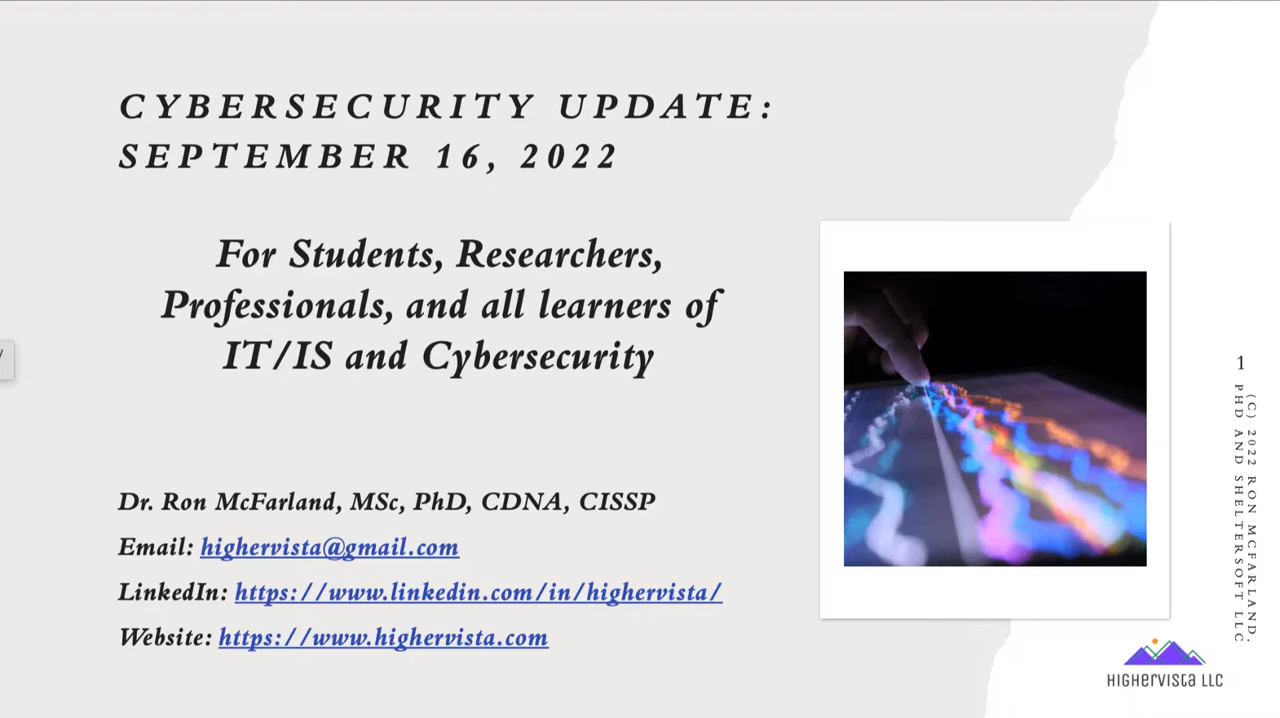 CYBERSECURITY UPDATE:
SEPTEMBER 16, 2022
For Students, Researchers,
Professionals, and all learners of
IT/IS and Cybersecurity
Dr. Ron McFarland, MSc, PhD, CDNA, CISSP
Email: highervista@gmail.com
LinkedIn: https://www.linkedin.com/in/highervista/
Website: https://www.highervista.com
1
(C) 2022 RON MCFARLAND,
PHD AND SHELTERSOFT LLC
HIGHerVISta LLC